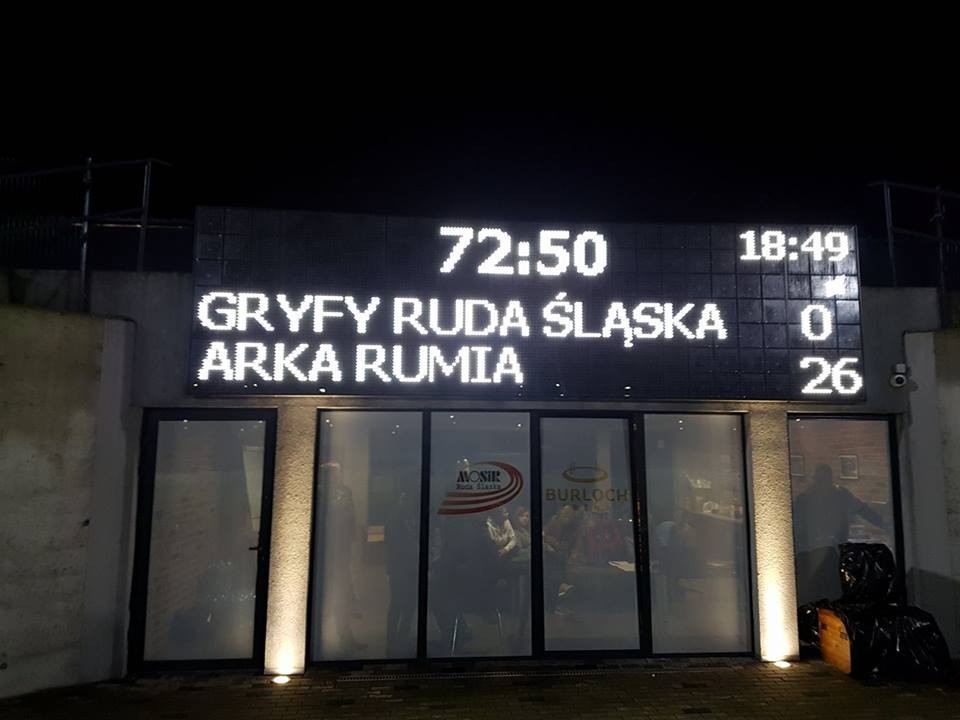 72:50 18:49
GRYFY RUDA ŚLĄSKA 0
ARKA RUMIA 26
MOSiR
Ruda Śląska
BURLOCH